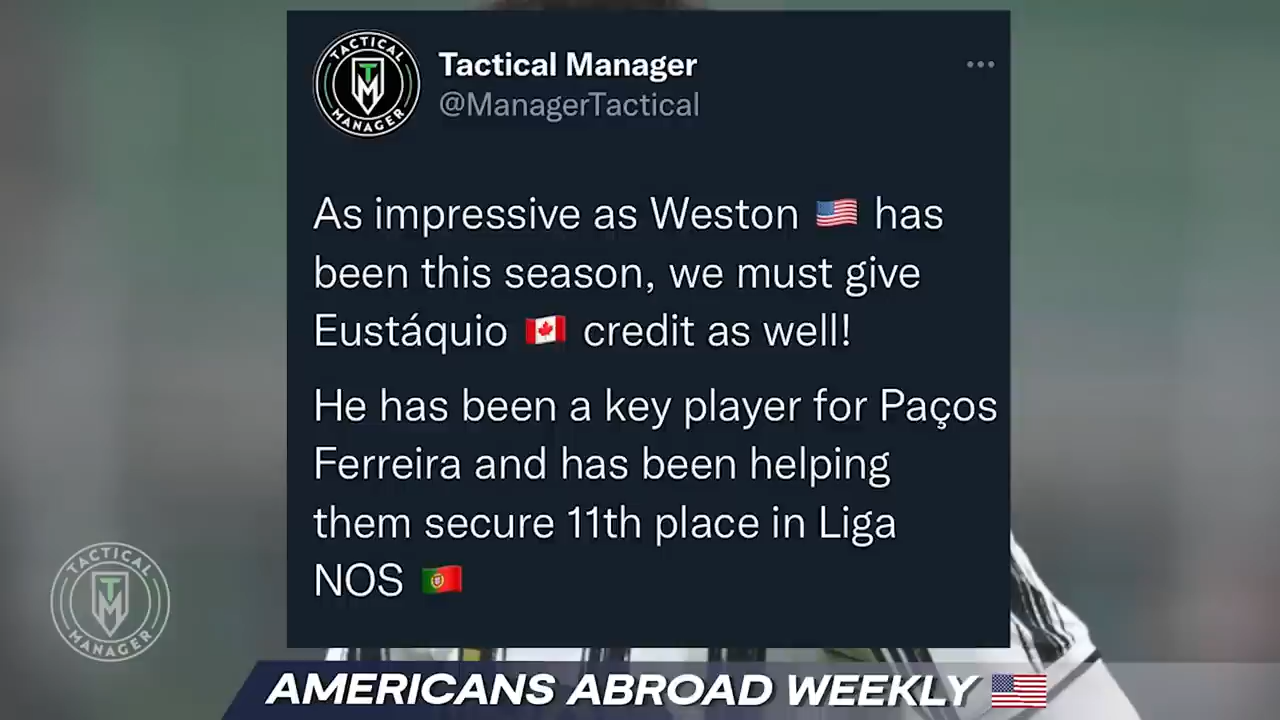 TACTICAL
TM
MANAGER
Tactical Manager
@ManagerTactical
As impressive as Weston 🇺🇸 has
been this season, we must give
Eustáquio 🇨🇦 credit as well!
He has been a key player for Paços
Ferreira and has been helping
them secure 11th place in Liga
NOS 🇵🇹
TACTICAL
TM
MANAGER
AMERICANS ABROAD WEEKLY 🇺🇸